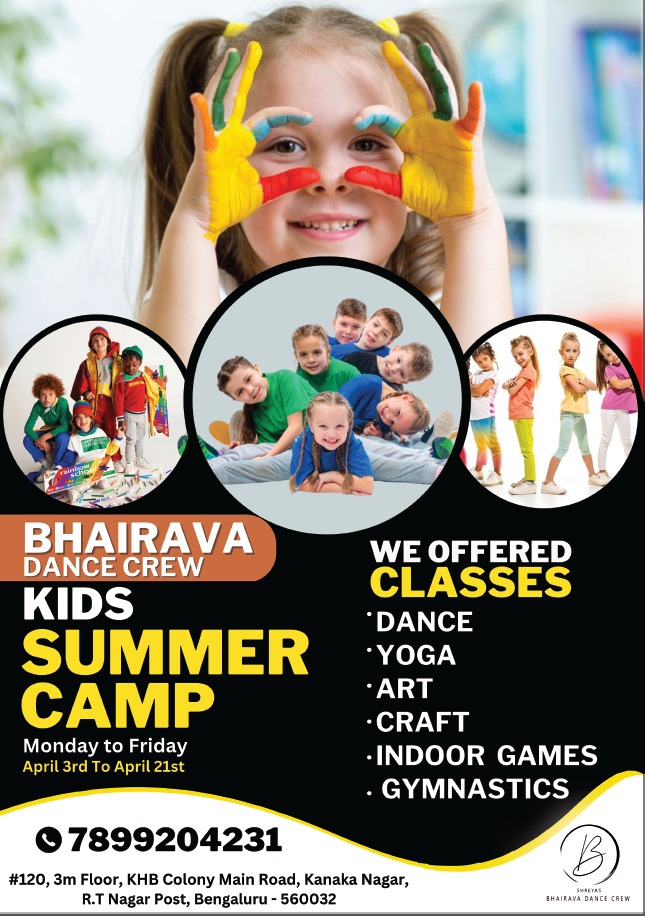 BHAIRAVA
DANCE CREW
KIDS
SUMMER
CAMP
Monday to Friday
April 3rd To April 21st
WE OFFERED
CLASSES
· DANCE
· YOGA
· ART
· CRAFT
· INDOOR GAMES
· GYMNASTICS
7899204231
#120, 3m Floor, KHB Colony Main Road, Kanaka Nagar,
R.T Nagar Post, Bengaluru - 560032
B
SHREYAS
BHAIRAVA DANCE CREW
rainbow